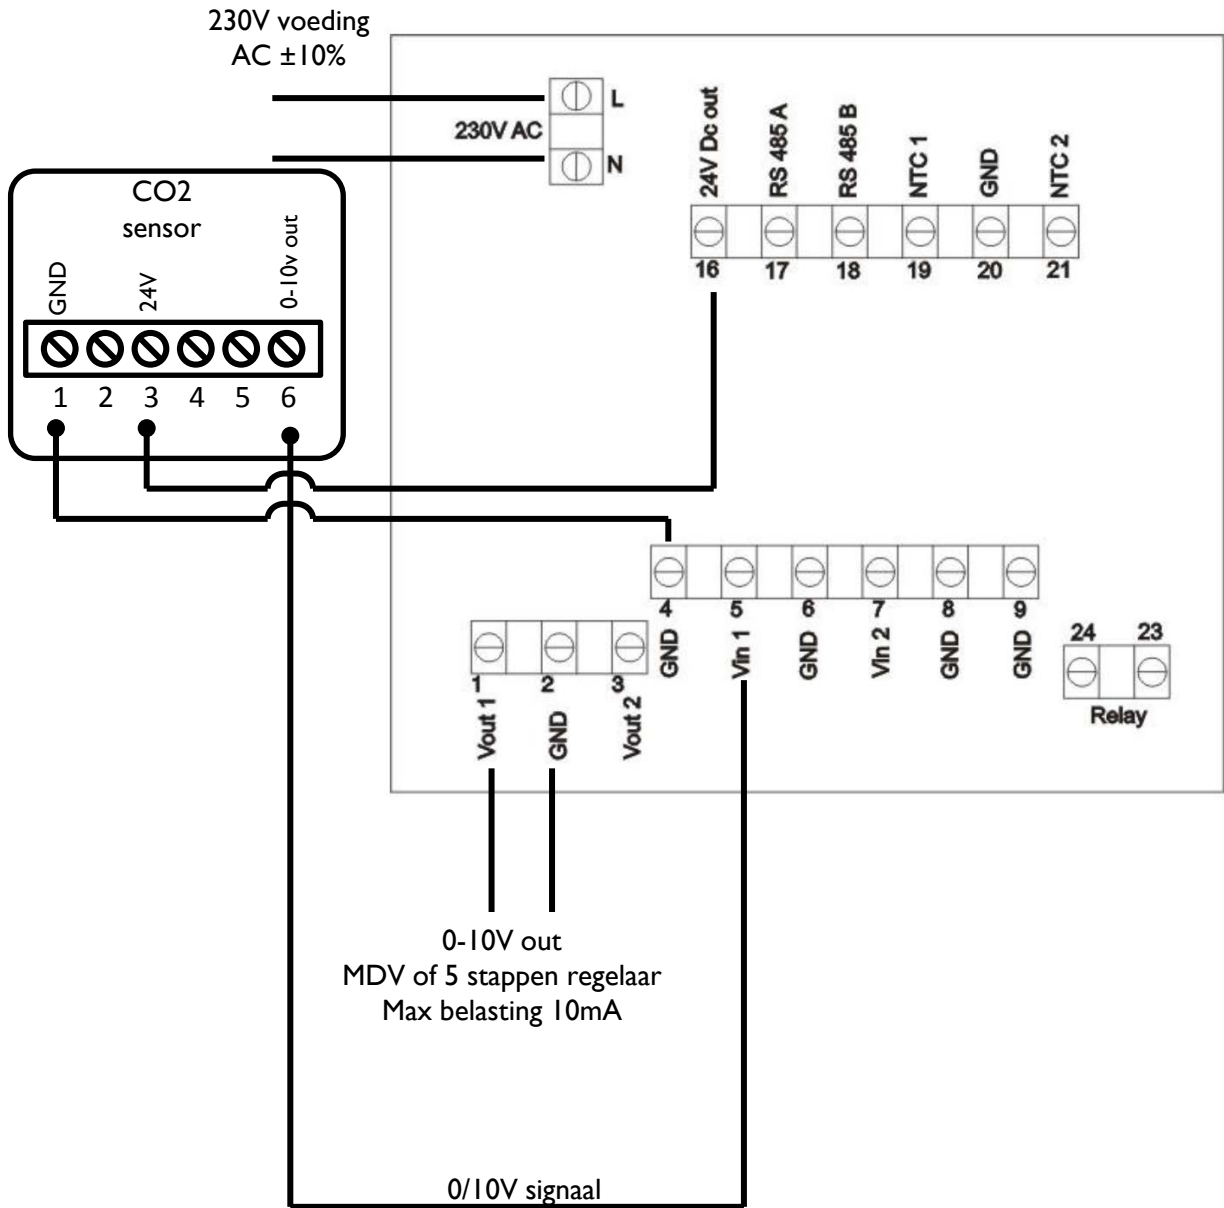 230V voeding
AC ±10%
L
230V AC
N
24V Dc out
RS 485 A
RS 485 B
NTC 1
GND
NTC 2
16 17 18 19 20 21
CO2
sensor
GND
24V
0-10v out
1 2 3 4 5 6
4 5 6 7 8 9
GND
Vin 1
GND
Vin 2
GND
GND
1 2 3
Vout 1
GND
Vout 2
24 23
Relay
0-10V out
MDV of 5 stappen regelaar
Max belasting 10mA
0/10V signaal